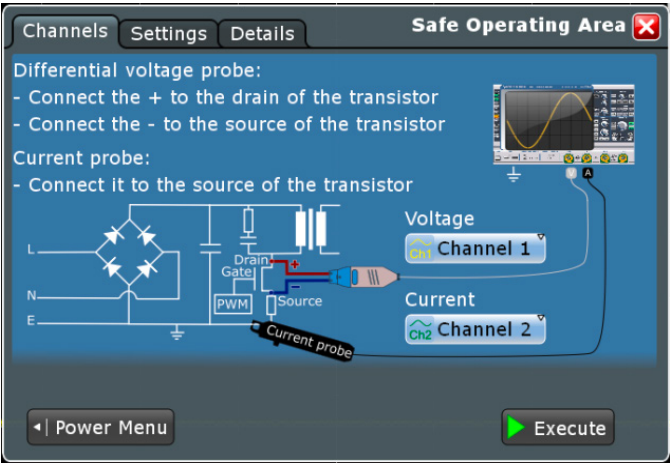 Channels Settings Details Safe Operating Area
Differential voltage probe:
- Connect the + to the drain of the transistor
- Connect the - to the source of the transistor
Current probe:
- Connect it to the source of the transistor
V A
Voltage
Ch1 Channel 1
Current
Ch2 Channel 2
L
N
E
Drain
Gate
+
-
PWM
Source
Current probe
Power Menu
Execute